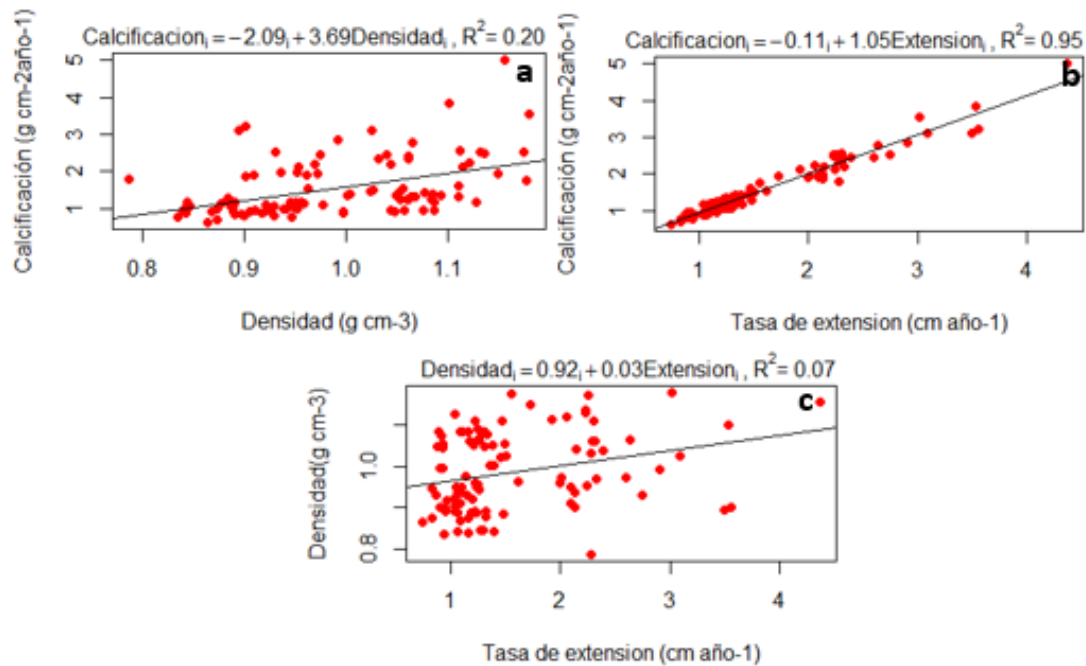 Calcificacionᵢ = −2.09ᵢ + 3.69Densidadᵢ , R² = 0.20
a
Calcificación (g cm-2año-1)
1 2 3 4 5
0.8 0.9 1.0 1.1
Densidad (g cm-3)
Calcificacionᵢ = −0.11ᵢ + 1.05Extensionᵢ , R² = 0.95
b
Calcificación (g cm-2año-1)
1 2 3 4 5
1 2 3 4
Tasa de extension (cm año-1)
Densidadᵢ = 0.92ᵢ + 0.03Extensionᵢ , R² = 0.07
c
Densidad(g cm-3)
0.8 1.0
1 2 3 4
Tasa de extension (cm año-1)